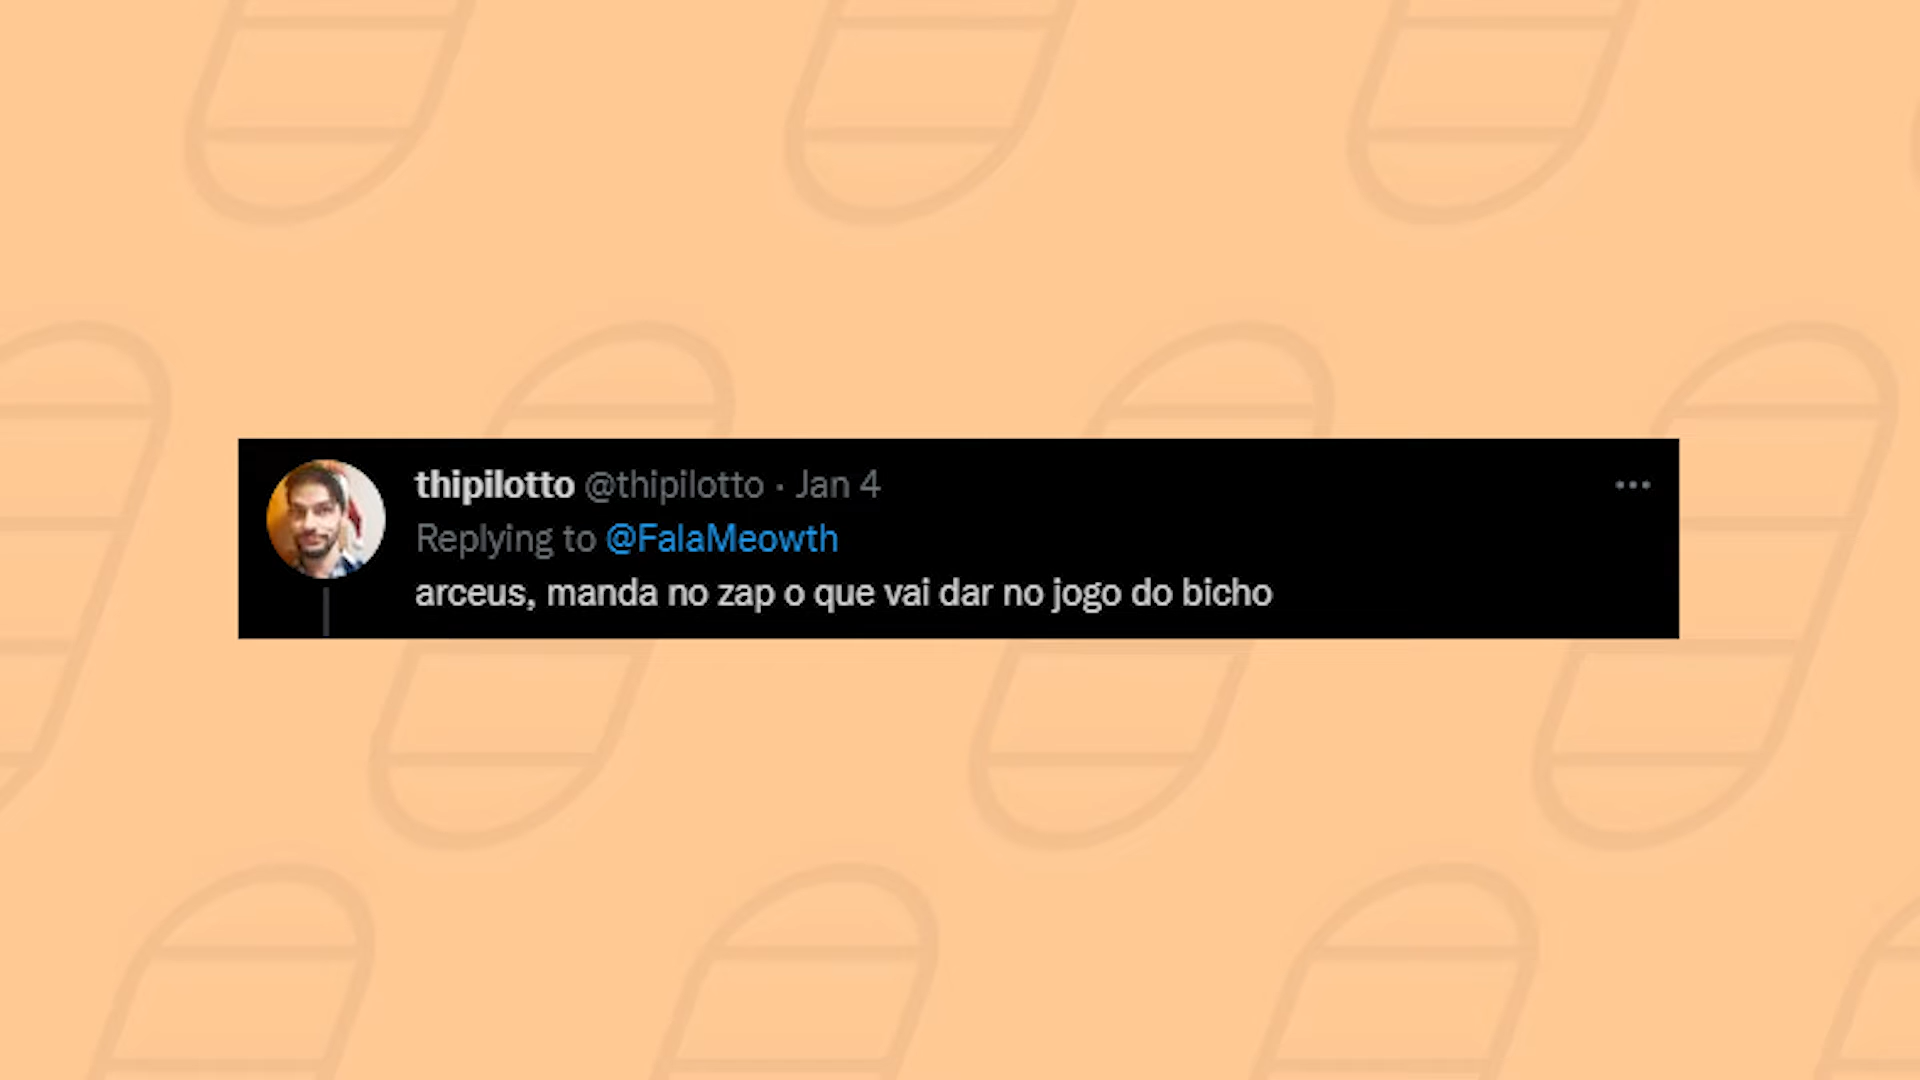 thipilotto @thipilotto · Jan 4
Replying to @FalaMeowth
arceus, manda no zap o que vai dar no jogo do bicho